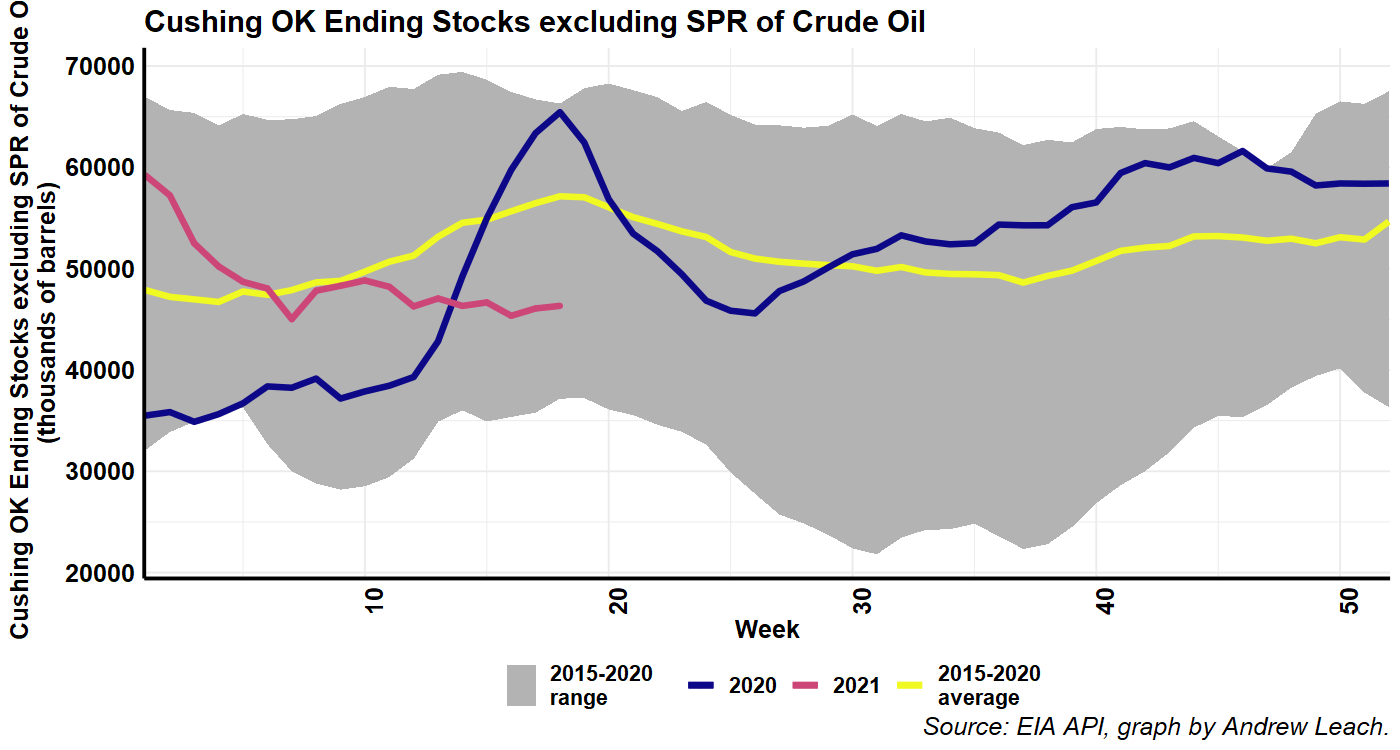 Cushing OK Ending Stocks excluding SPR of Crude Oil
Cushing OK Ending Stocks excluding SPR of Crude O
(thousands of barrels)
70000
60000
50000
40000
30000
20000
10
20
30
40
50
Week
2015-2020
range
2020
2021
2015-2020
average
Source: EIA API, graph by Andrew Leach.